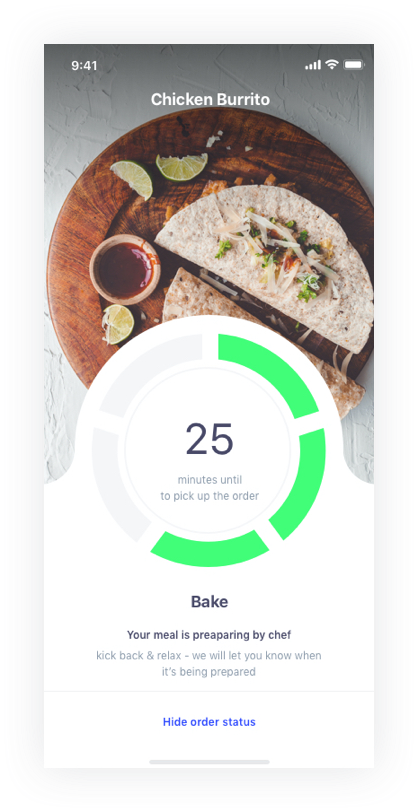 9:41
Chicken Burrito
25
minutes until
to pick up the order
Bake
Your meal is preaparing by chef
kick back & relax - we will let you know when
it's being prepared
Hide order status